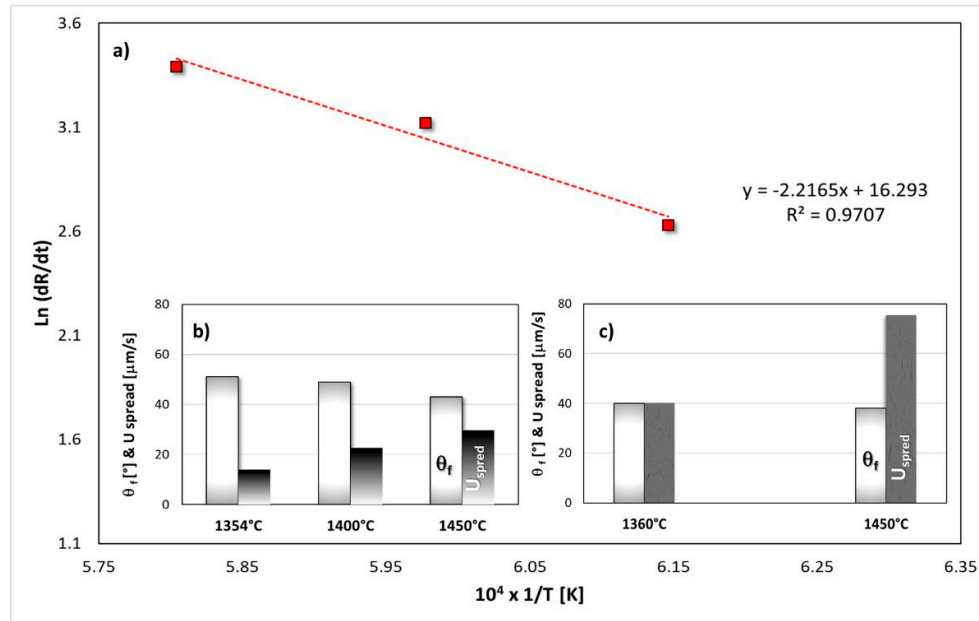 a)
3.6
3.1
2.6
2.1
1.6
1.1
Ln (dR/dt)
y = -2.2165x + 16.293
R² = 0.9707
b)
80
60
40
20
0
θ f [°] & U spread [μm/s]
θf
Uspred
1354°C 1400°C 1450°C
c)
80
60
40
20
0
θ f [°] & U spread [μm/s]
θf
Uspred
1360°C 1450°C
5.75 5.85 5.95 6.05 6.15 6.25 6.35
10⁴ x 1/T [K]